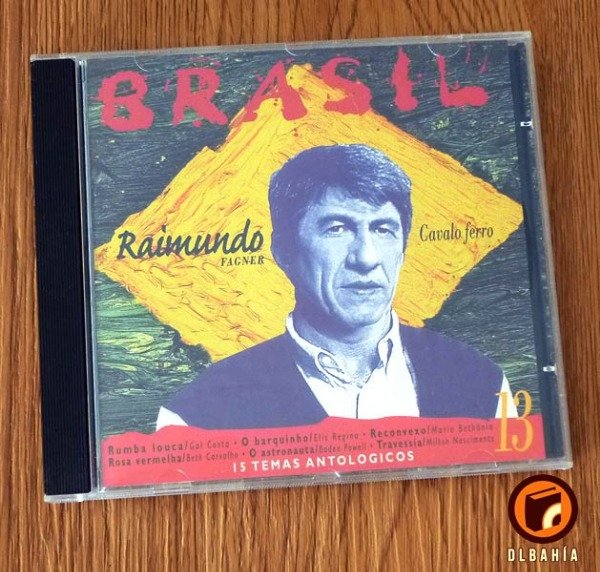 BRASIL
Raimundo
FAGNER
Cavalo ferro
13
Rumba louca/Gal Costa • O barquinho/Elis Regina • Reconvexo/Maria Bethânia
Rosa vermelha/Beth Carvalho • O astronauta/Baden Powell • Travessia/Milton Nascimento
15 TEMAS ANTOLOGICOS
DLBAHÍA